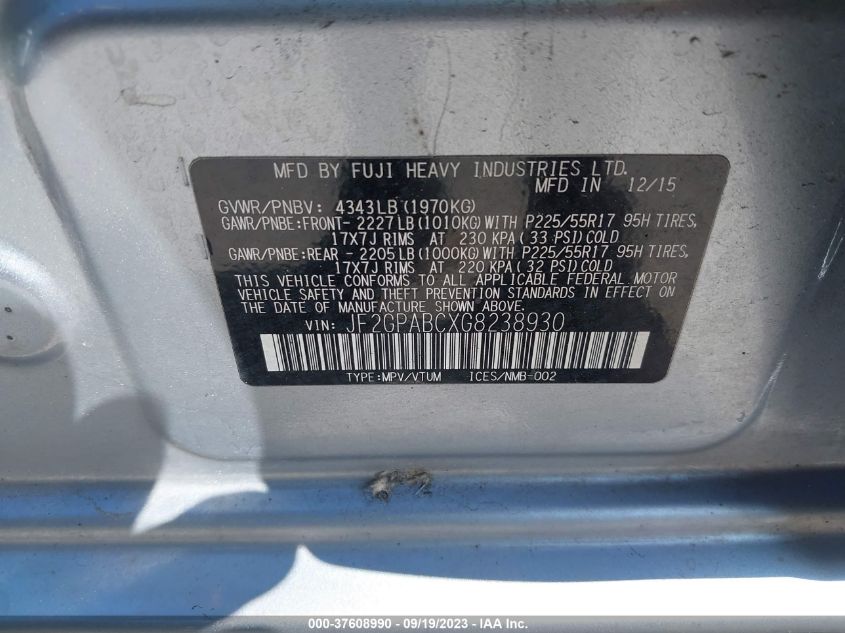 MFD BY FUJI HEAVY INDUSTRIES LTD.
MFD IN 12/15
GVWR/PNBV: 4343LB(1970KG)
GAWR/PNBE:FRONT- 2227LB(1010KG)WITH P225/55R17 95H TIRES,
17X7J RIMS AT 230 KPA(33 PSI)COLD
GAWR/PNBE:REAR - 2205LB(1000KG)WITH P225/55R17 95H TIRES,
17X7J RIMS AT 220 KPA(32 PSI)COLD
THIS VEHICLE CONFORMS TO ALL APPLICABLE FEDERAL MOTOR
VEHICLE SAFETY AND THEFT PREVENTION STANDARDS IN EFFECT ON
THE DATE OF MANUFACTURE SHOWN ABOVE.
VIN: JF2GPABCXG8238930
TYPE:MPV/VTUM ICES/NMB-002
000-37608990 - 09/19/2023 - IAA Inc.